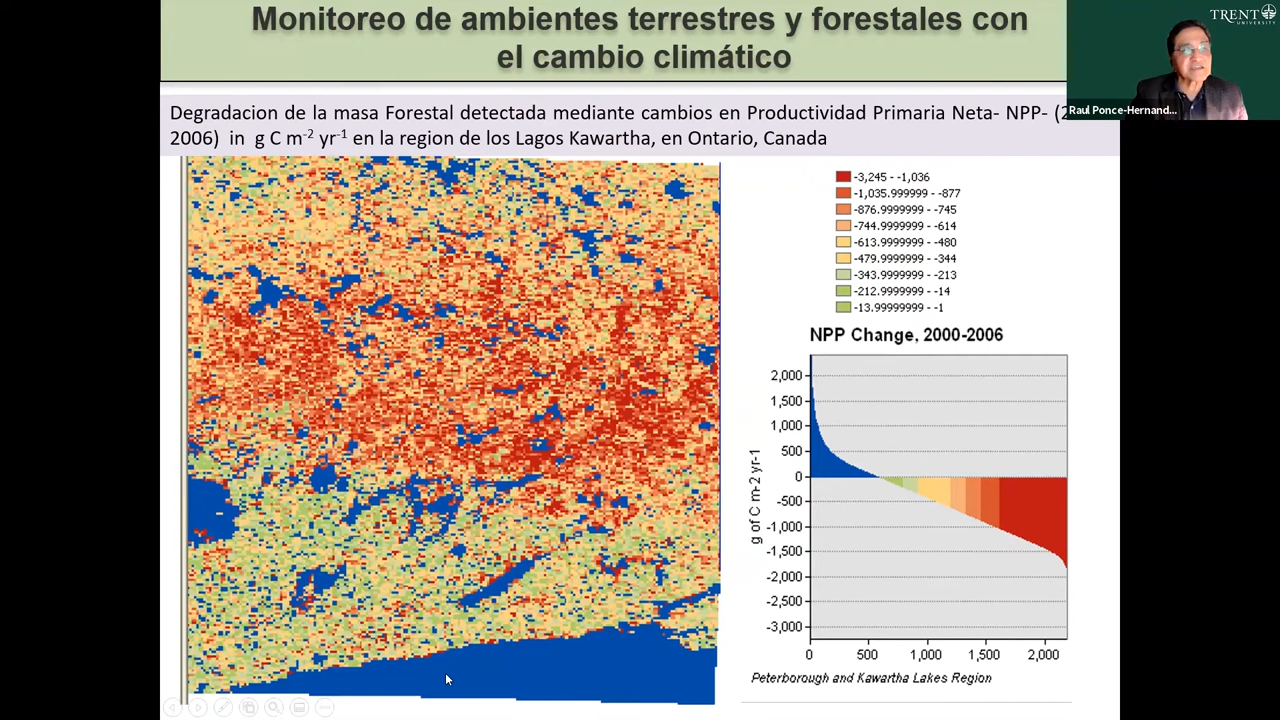 Monitoreo de ambientes terrestres y forestales con
el cambio climático
TRENT
UNIVERSITY
Raul Ponce-Hernand...
Degradacion de la masa Forestal detectada mediante cambios en Productividad Primaria Neta- NPP- (2
2006) in g C m-2 yr-1 en la region de los Lagos Kawartha, en Ontario, Canada
-3,245 - -1,036
-1,035.999999 - -877
-876.9999999 - -745
-744.9999999 - -614
-613.9999999 - -480
-479.9999999 - -344
-343.9999999 - -213
-212.9999999 - -14
-13.99999999 - -1
NPP Change, 2000-2006
g of C m-2 yr-1
2,000
1,500
1,000
500
0
-500
-1,000
-1,500
-2,000
-2,500
-3,000
0 500 1,000 1,500 2,000
Peterborough and Kawartha Lakes Region